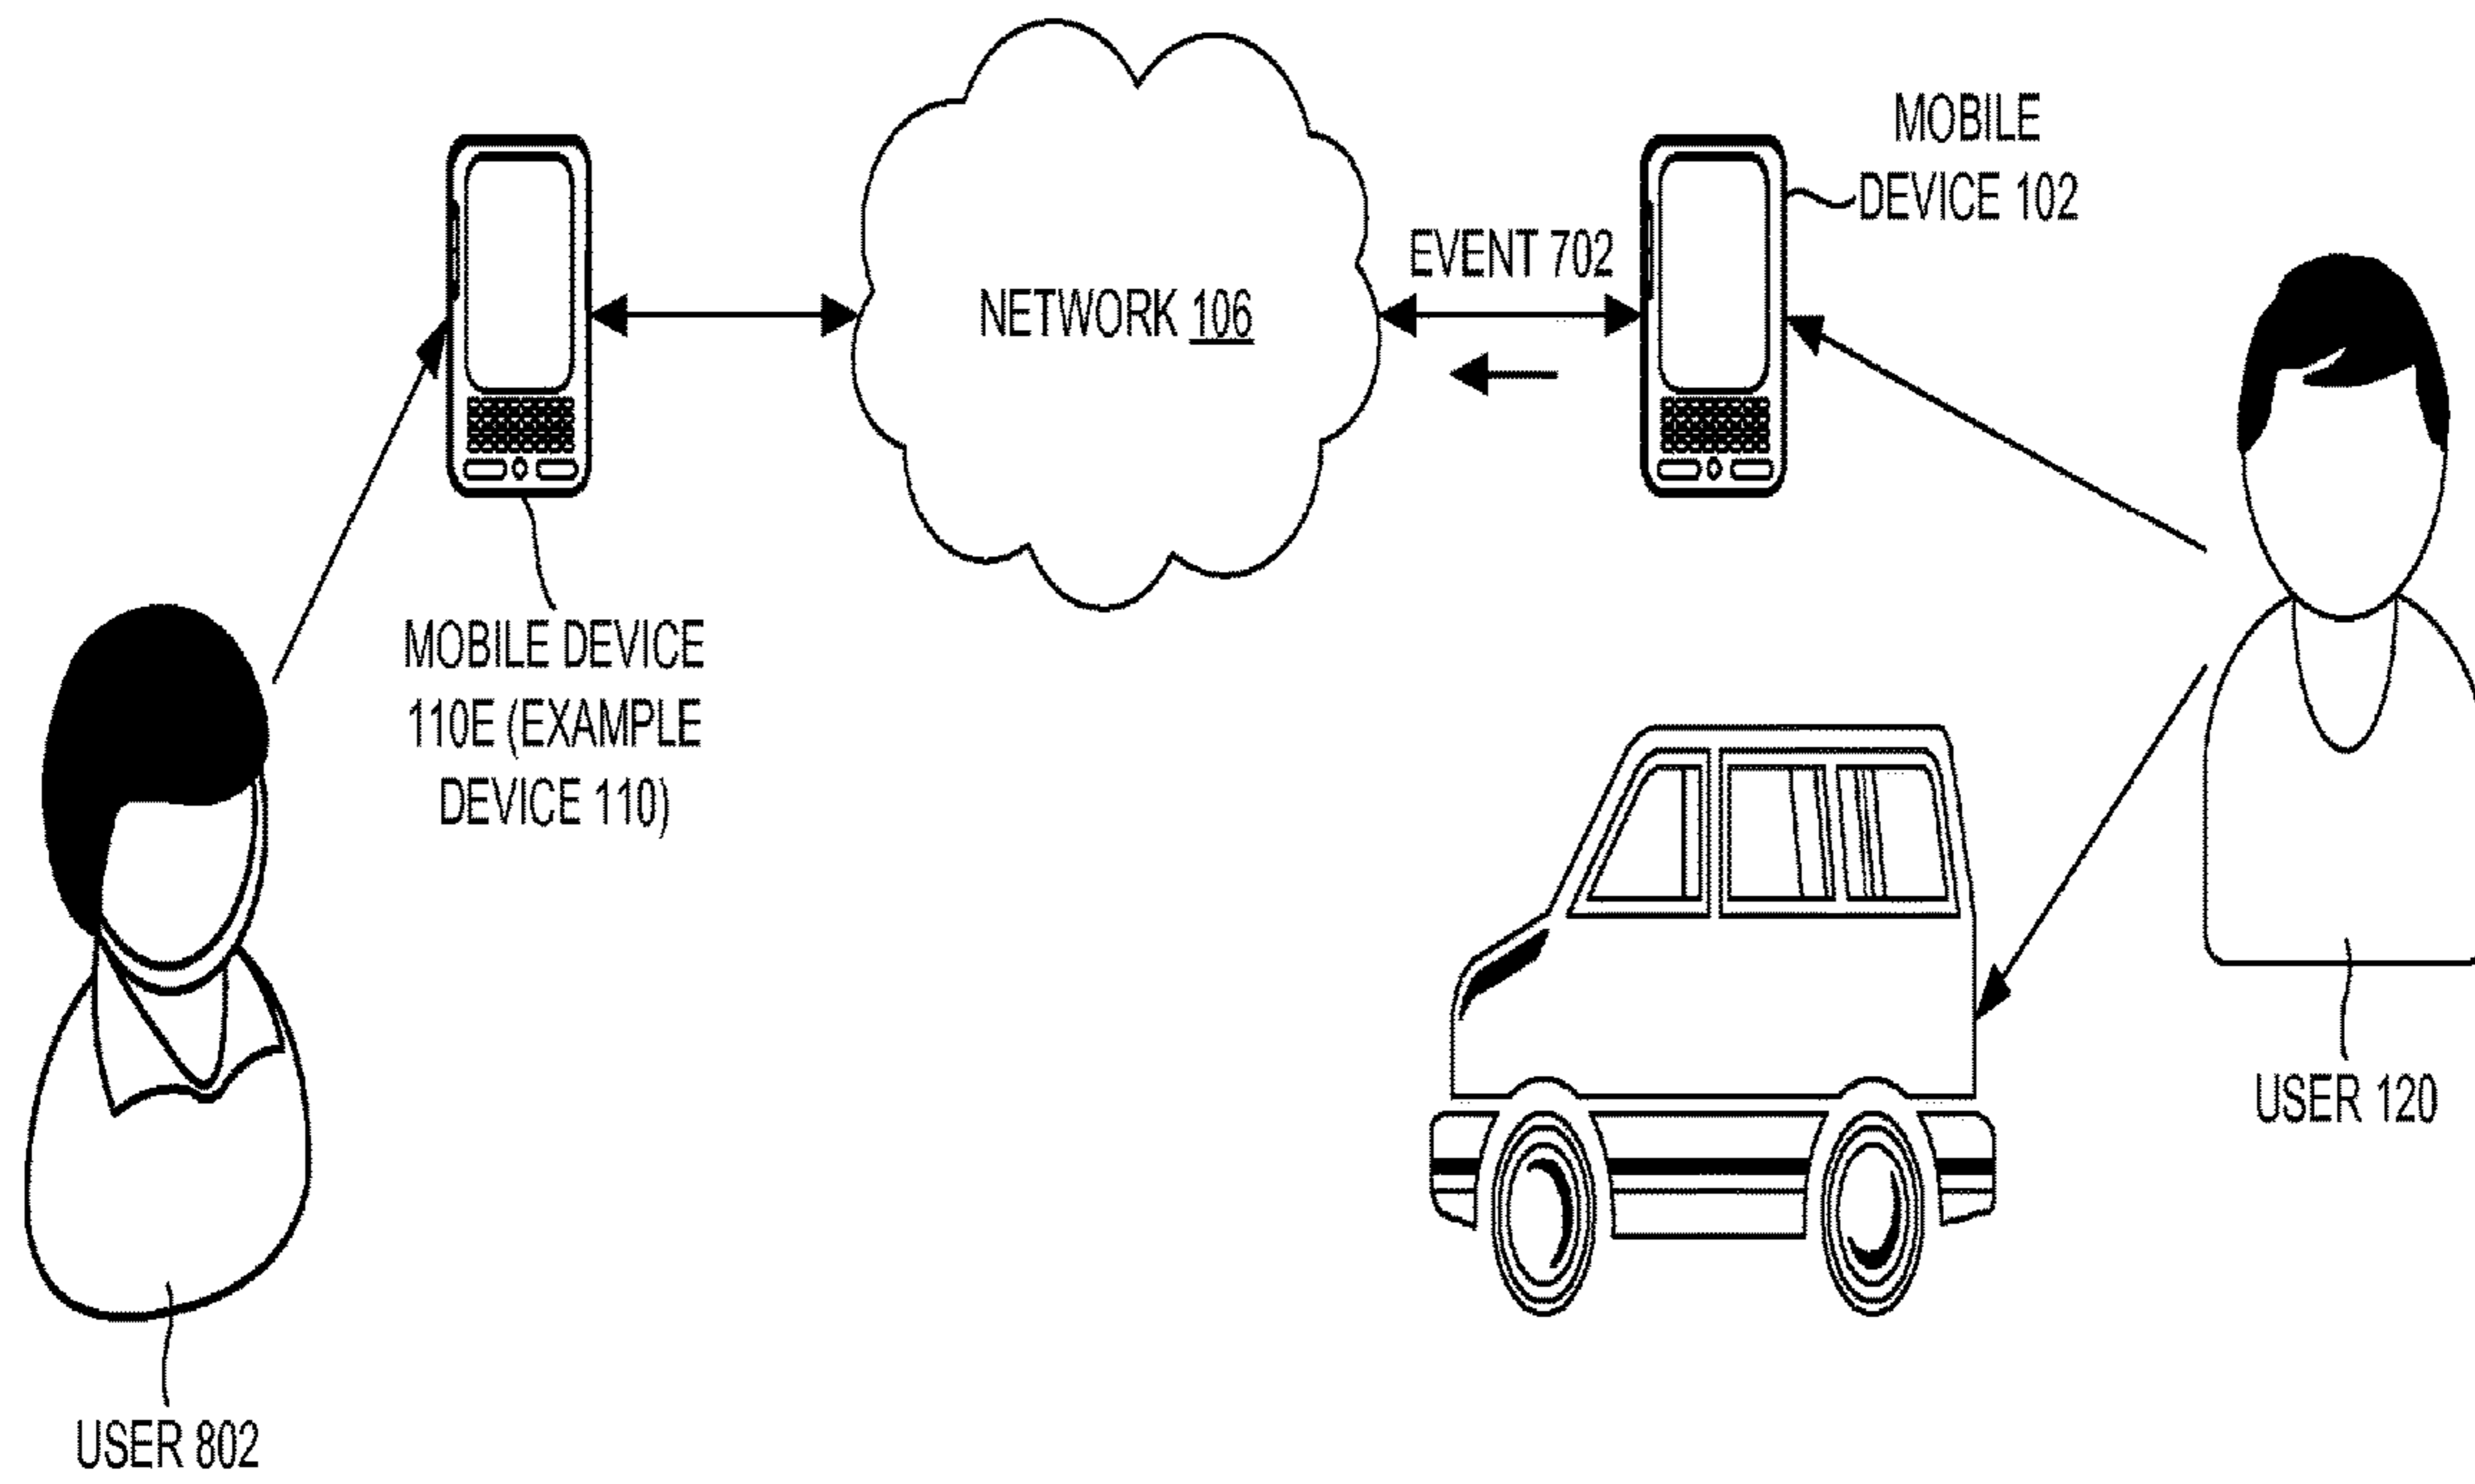 MOBILE
DEVICE 102
EVENT 702
NETWORK 106
MOBILE DEVICE
110E (EXAMPLE
DEVICE 110)
USER 120
USER 802